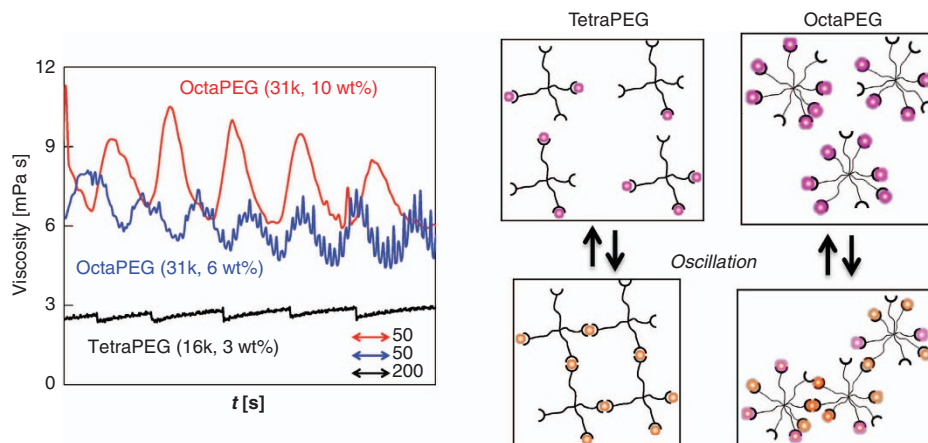 12
9
6
3
0
Viscosity [mPa s]
OctaPEG (31k, 10 wt%)
OctaPEG (31k, 6 wt%)
TetraPEG (16k, 3 wt%)
50
50
200
t [s]
TetraPEG
OctaPEG
Oscillation